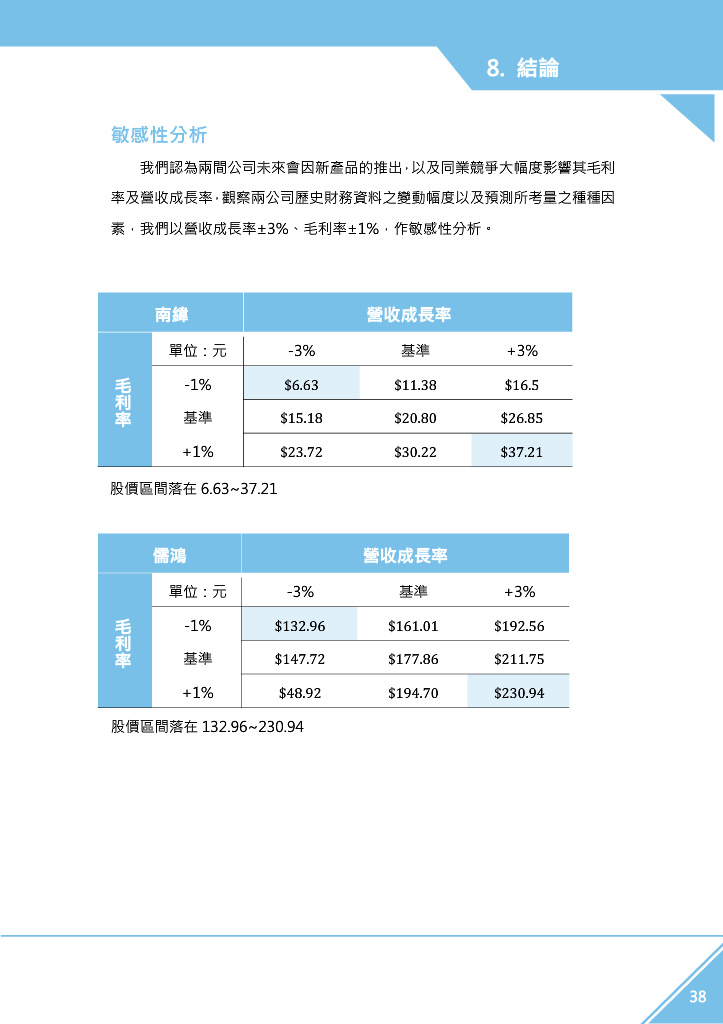 8. 結論
敏感性分析
我們認為兩間公司未來會因新產品的推出，以及同業競爭大幅度影響其毛利
率及營收成長率，觀察兩公司歷史財務資料之變動幅度以及預測所考量之種種因
素，我們以營收成長率±3%、毛利率±1%，作敏感性分析。
南緯 營收成長率
單位：元 -3% 基準 +3%
毛利率
-1% $6.63 $11.38 $16.5
基準 $15.18 $20.80 $26.85
+1% $23.72 $30.22 $37.21
股價區間落在 6.63~37.21
儒鴻 營收成長率
單位：元 -3% 基準 +3%
毛利率
-1% $132.96 $161.01 $192.56
基準 $147.72 $177.86 $211.75
+1% $48.92 $194.70 $230.94
股價區間落在 132.96~230.94
38